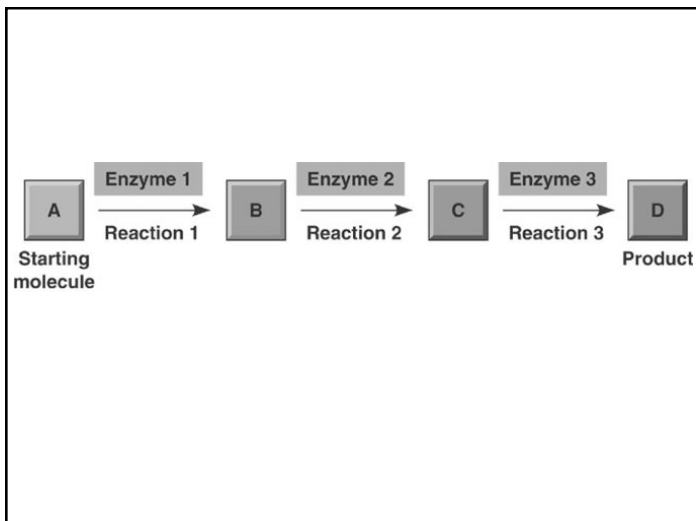 Enzyme 1
Enzyme 2
Enzyme 3
A
B
C
D
Reaction 1
Reaction 2
Reaction 3
Starting
molecule
Product